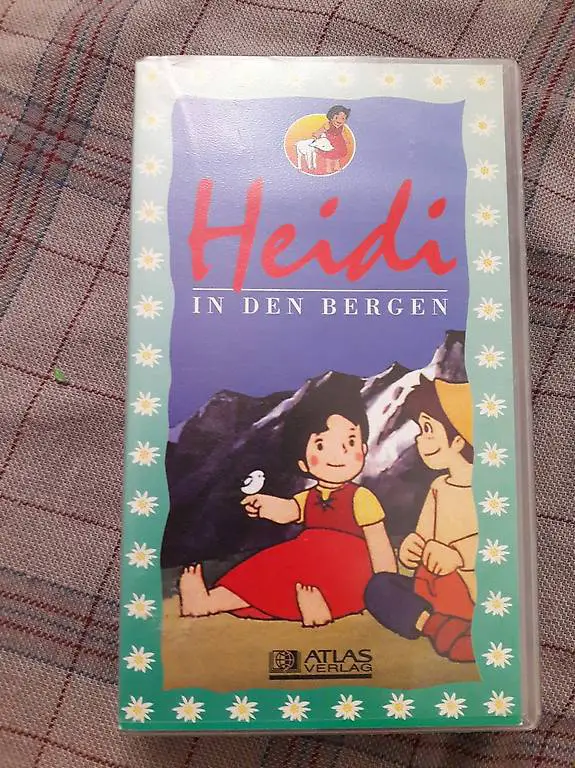 Heidi
IN DEN BERGEN
ATLAS
VERLAG